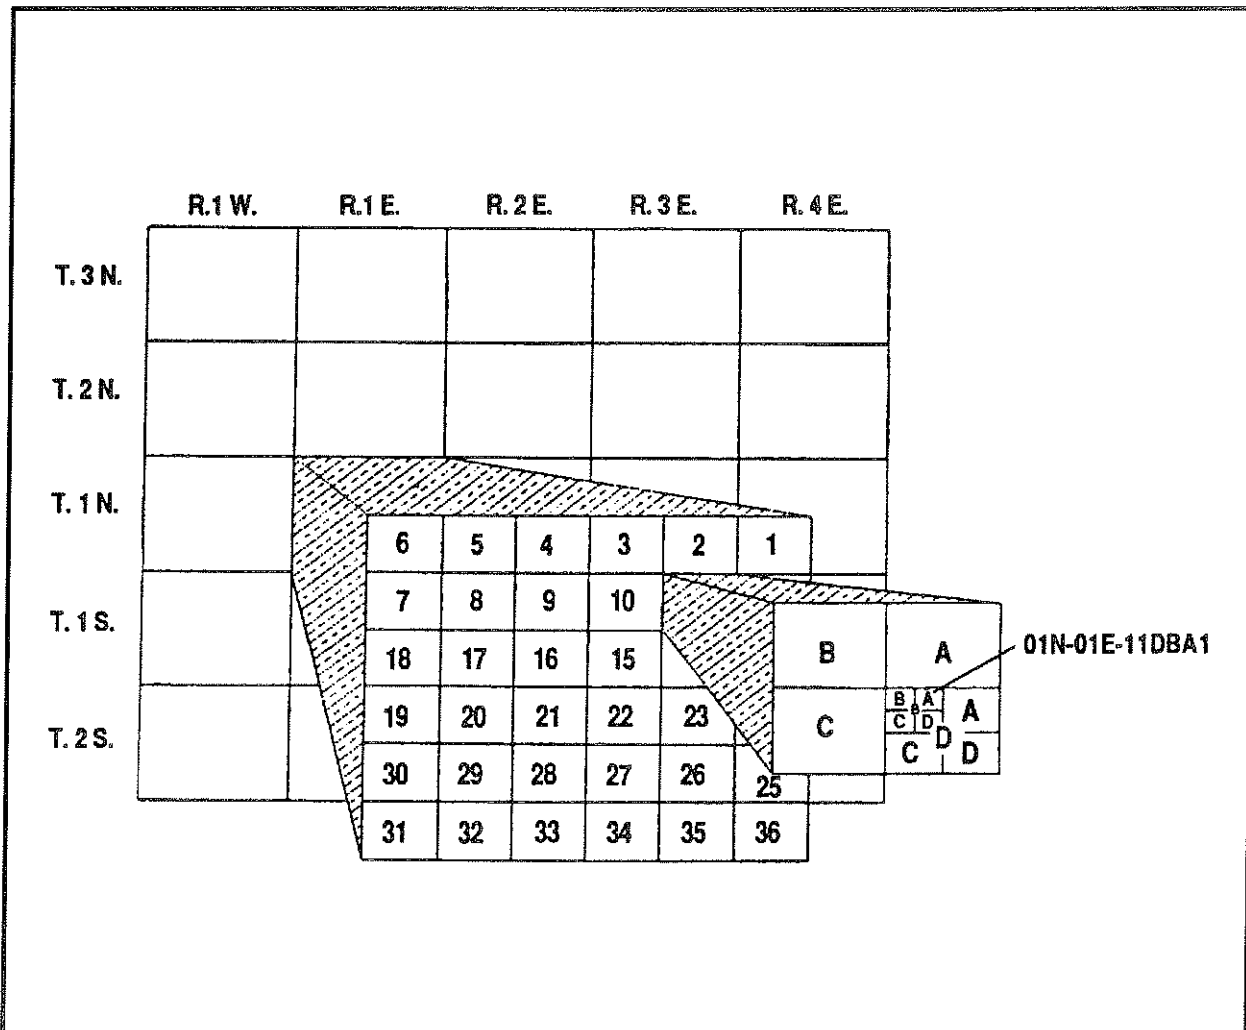 R.1 W. R.1 E. R. 2 E. R. 3 E. R. 4 E.
T. 3 N.
T. 2 N.
T. 1 N.
6 5 4 3 2 1
7 8 9 10
T. 1 S.
B A 01N-01E-11DBA1
18 17 16 15
B A
B
C D
A
C
19 20 21 22 23
T. 2 S.
D
C D
30 29 28 27 26 25
31 32 33 34 35 36